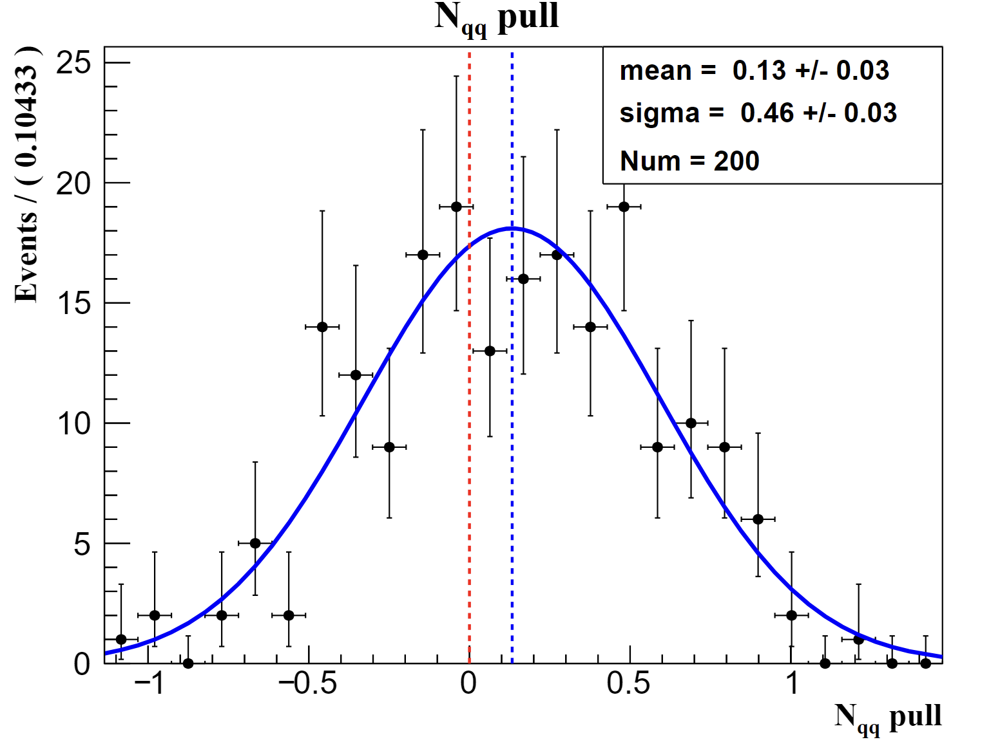 N_qq pull
Events / ( 0.10433 )
mean = 0.13 +/- 0.03
sigma = 0.46 +/- 0.03
Num = 200
25
20
15
10
5
0
−1 −0.5 0 0.5 1
N_qq pull